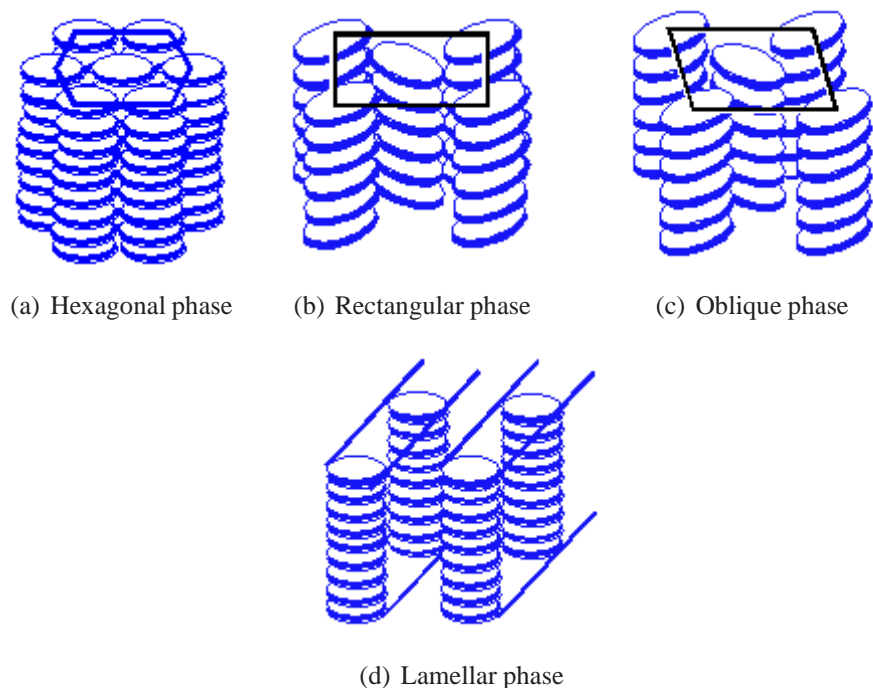 (a) Hexagonal phase
(b) Rectangular phase
(c) Oblique phase
(d) Lamellar phase